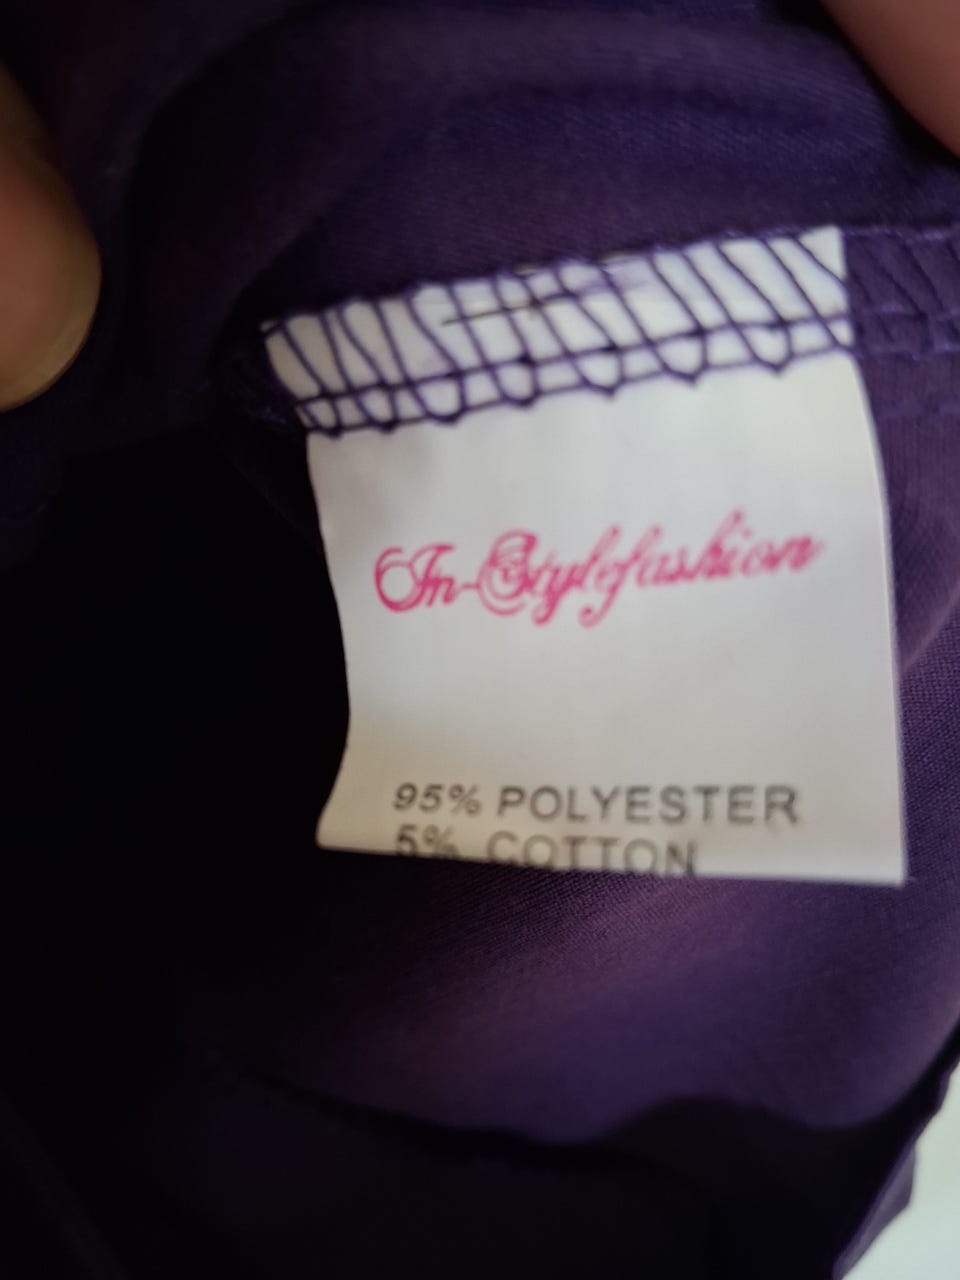 In-Stylefashion
95% POLYESTER
5% COTTON